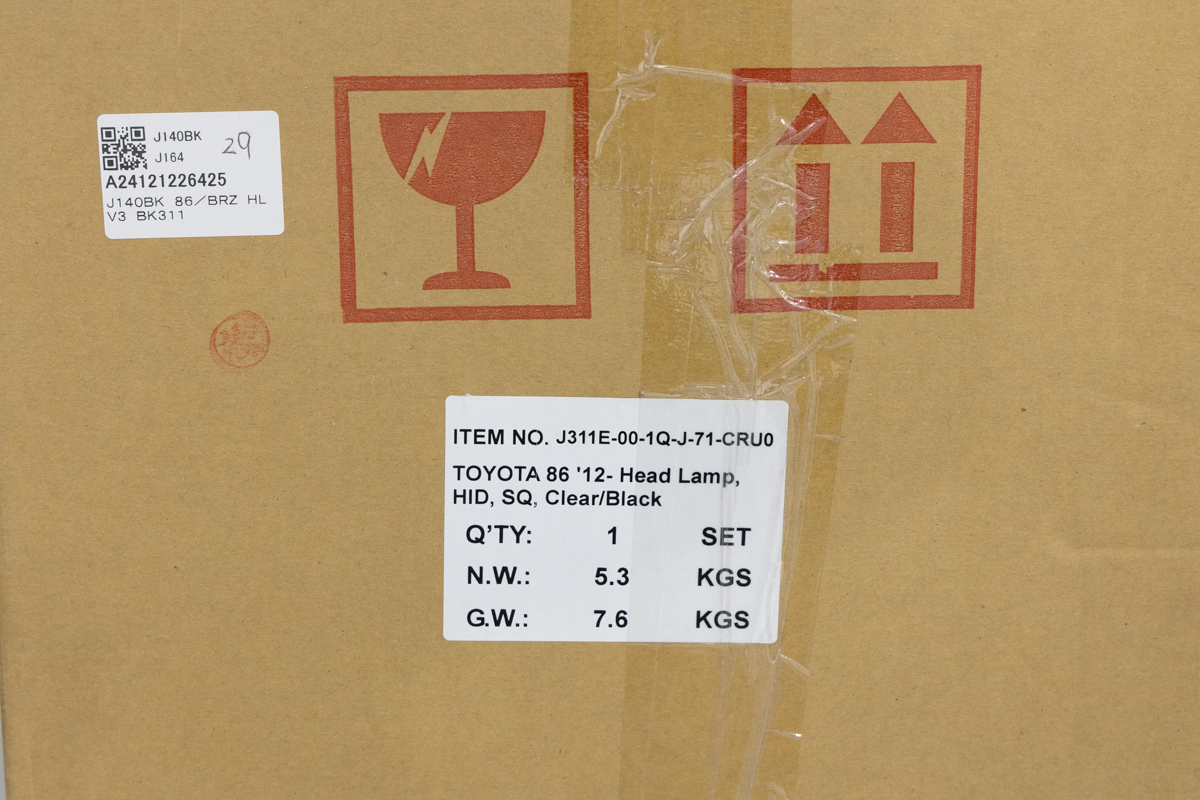 J140BK
29
J164
A24121226425
J140BK 86／BRZ HL
V3 BK311
ITEM NO. J311E-00-1Q-J-71-CRU0
TOYOTA 86 '12- Head Lamp,
HID, SQ, Clear/Black
Q’TY: 1 SET
N.W.: 5.3 KGS
G.W.: 7.6 KGS